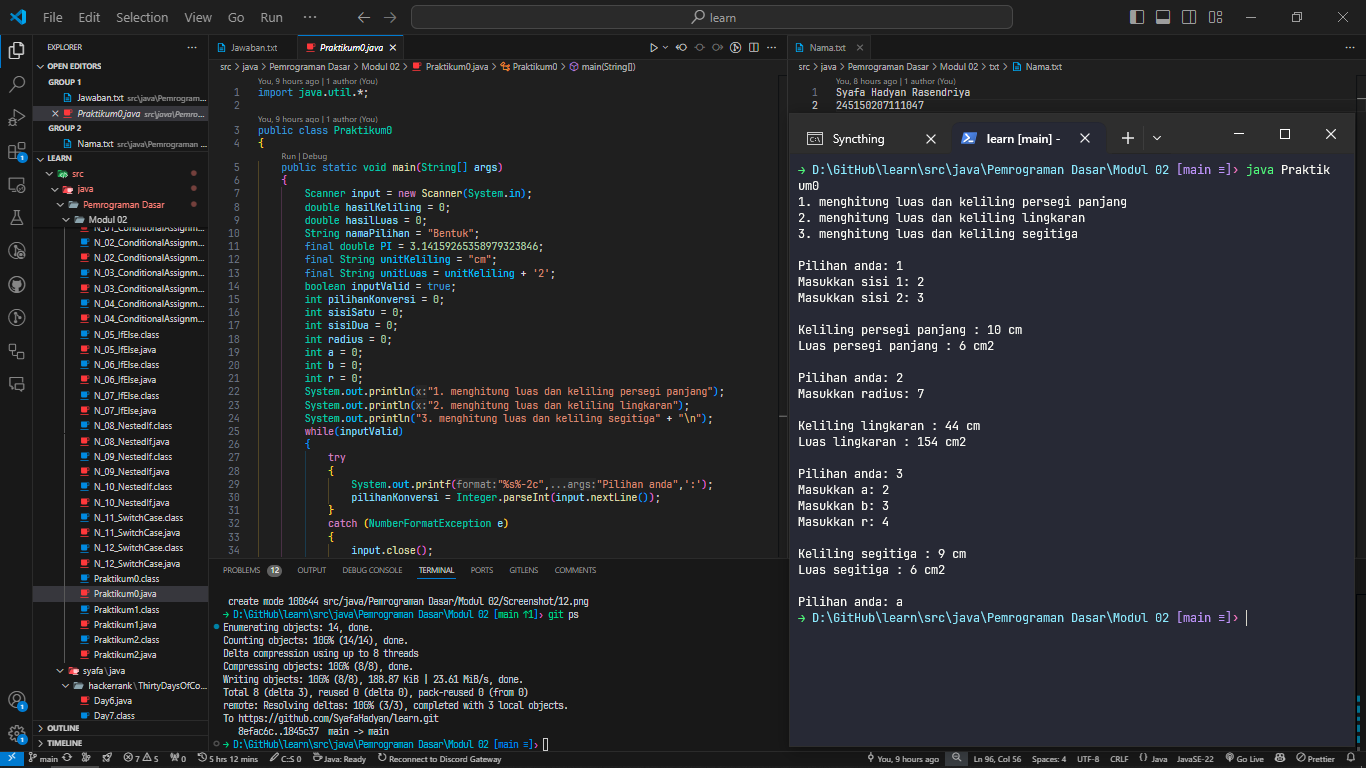 File Edit Selection View Go Run ··· learn
EXPLORER ···
OPEN EDITORS
GROUP 1
Jawaban.txt src\java\Pemrogram...
Praktikum0.java src\java\Pemro...
GROUP 2
Nama.txt src\java\Pemrograman ...
LEARN
src
java
Pemrograman Dasar
Modul 02
N_01_ConditionalAssignm...
N_02_ConditionalAssignm...
N_02_ConditionalAssignm...
N_03_ConditionalAssignm...
N_03_ConditionalAssignm...
N_04_ConditionalAssignm...
N_04_ConditionalAssignm...
N_05_IfElse.class
N_05_IfElse.java
N_06_IfElse.class
N_06_IfElse.java
N_07_IfElse.class
N_07_IfElse.java
N_08_NestedIf.class
N_08_NestedIf.java
N_09_NestedIf.class
N_09_NestedIf.java
N_10_NestedIf.class
N_10_NestedIf.java
N_11_SwitchCase.class
N_11_SwitchCase.java
N_12_SwitchCase.class
N_12_SwitchCase.java
Praktikum0.class
Praktikum0.java
Praktikum1.class
Praktikum1.java
Praktikum2.class
Praktikum2.java
syafa\java
hackerrank\ThirtyDaysOfCo...
Day6.java
Day7.class
OUTLINE
TIMELINE
Jawaban.txt Praktikum0.java
src > java > Pemrograman Dasar > Modul 02 > Praktikum0.java > Praktikum0 > main(String[])
You, 9 hours ago | 1 author (You)
1 import java.util.*;
2
You, 9 hours ago | 1 author (You)
3 public class Praktikum0
4 {
Run | Debug
5 public static void main(String[] args)
6 {
7 Scanner input = new Scanner(System.in);
8 double hasilKeliling = 0;
9 double hasilLuas = 0;
10 String namaPilihan = "Bentuk";
11 final double PI = 3.14159265358979323846;
12 final String unitKeliling = "cm";
13 final String unitLuas = unitKeliling + '2';
14 boolean inputValid = true;
15 int pilihanKonversi = 0;
16 int sisiSatu = 0;
17 int sisiDua = 0;
18 int radius = 0;
19 int a = 0;
20 int b = 0;
21 int r = 0;
22 System.out.println(x:"1. menghitung luas dan keliling persegi panjang");
23 System.out.println(x:"2. menghitung luas dan keliling lingkaran");
24 System.out.println("3. menghitung luas dan keliling segitiga" + "\n");
25 while(inputValid)
26 {
27 try
28 {
29 System.out.printf(format:"%s%-2c",...args:"Pilihan anda",':');
30 pilihanKonversi = Integer.parseInt(input.nextLine());
31 }
32 catch (NumberFormatException e)
33 {
34 input.close();
PROBLEMS 12 OUTPUT DEBUG CONSOLE TERMINAL PORTS GITLENS COMMENTS
create mode 100644 src/java/Pemrograman Dasar/Modul 02/Screenshot/12.png
➜ D:\GitHub\learn\src\java\Pemrograman Dasar\Modul 02 [main ↑1]› git ps
Enumerating objects: 14, done.
Counting objects: 100% (14/14), done.
Delta compression using up to 8 threads
Compressing objects: 100% (8/8), done.
Writing objects: 100% (8/8), 188.87 KiB | 23.61 MiB/s, done.
Total 8 (delta 3), reused 0 (delta 0), pack-reused 0 (from 0)
remote: Resolving deltas: 100% (3/3), completed with 3 local objects.
To https://github.com/SyafaHadyan/learn.git
8efac6c..1845c37 main -> main
➜ D:\GitHub\learn\src\java\Pemrograman Dasar\Modul 02 [main ≡]›
Nama.txt ···
src > java > Pemrograman Dasar > Modul 02 > txt > Nama.txt
You, 8 hours ago | 1 author (You)
1 Syafa Hadyan Rasendriya
2 245150207111047
Syncthing learn [main] -
➜ D:\GitHub\learn\src\java\Pemrograman Dasar\Modul 02 [main ≡]› java Praktik
um0
1. menghitung luas dan keliling persegi panjang
2. menghitung luas dan keliling lingkaran
3. menghitung luas dan keliling segitiga
Pilihan anda: 1
Masukkan sisi 1: 2
Masukkan sisi 2: 3
Keliling persegi panjang : 10 cm
Luas persegi panjang : 6 cm2
Pilihan anda: 2
Masukkan radius: 7
Keliling lingkaran : 44 cm
Luas lingkaran : 154 cm2
Pilihan anda: 3
Masukkan a: 2
Masukkan b: 3
Masukkan r: 4
Keliling segitiga : 9 cm
Luas segitiga : 6 cm2
Pilihan anda: a
➜ D:\GitHub\learn\src\java\Pemrograman Dasar\Modul 02 [main ≡]›
main 7 5 0 5 hrs 12 mins C:S 0 Java: Ready Reconnect to Discord Gateway You, 9 hours ago Ln 96, Col 56 Spaces: 4 UTF-8 CRLF {} Java JavaSE-22 Go Live Prettier